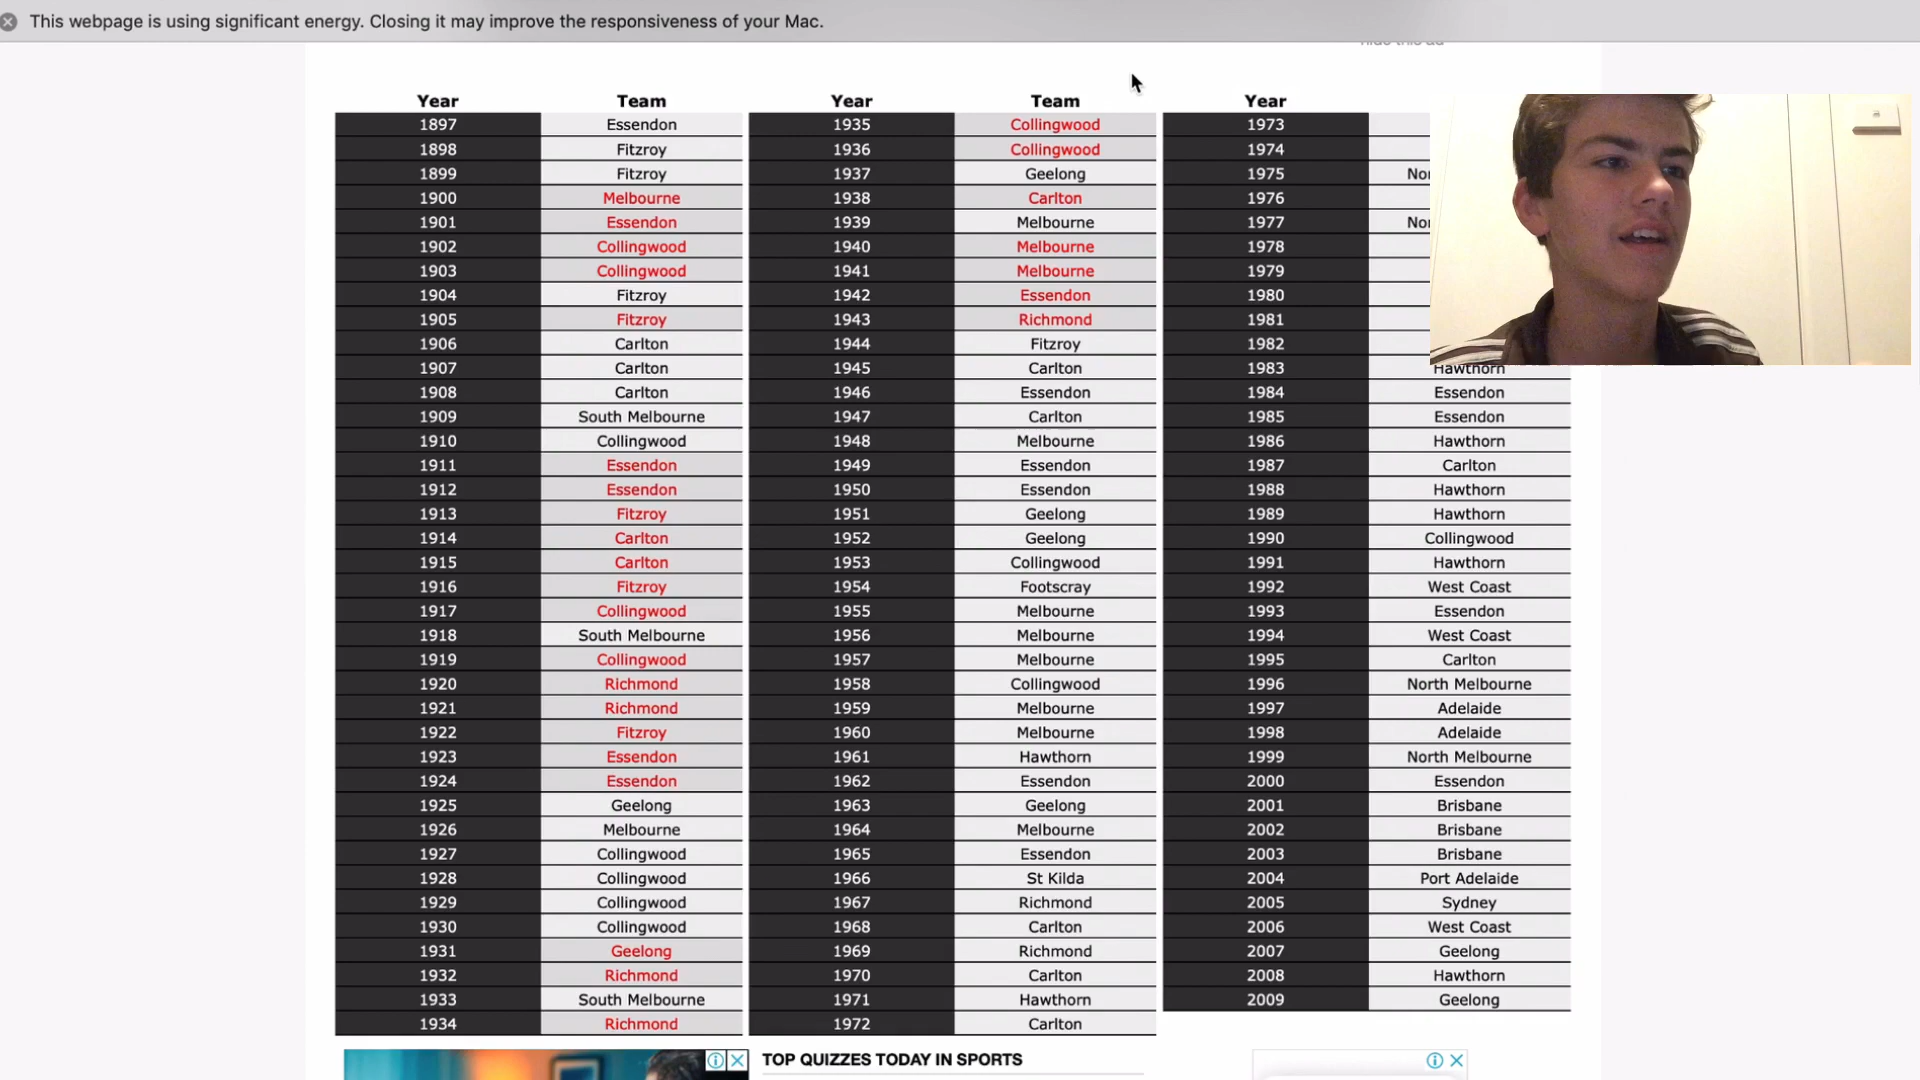 This webpage is using significant energy. Closing it may improve the responsiveness of your Mac.
Year Team Year Team Year
1897 Essendon 1935 Collingwood 1973
1898 Fitzroy 1936 Collingwood 1974
1899 Fitzroy 1937 Geelong 1975
1900 Melbourne 1938 Carlton 1976
1901 Essendon 1939 Melbourne 1977
1902 Collingwood 1940 Melbourne 1978
1903 Collingwood 1941 Melbourne 1979
1904 Fitzroy 1942 Essendon 1980
1905 Fitzroy 1943 Richmond 1981
1906 Carlton 1944 Fitzroy 1982
1907 Carlton 1945 Carlton 1983 Hawthorn
1908 Carlton 1946 Essendon 1984 Essendon
1909 South Melbourne 1947 Carlton 1985 Essendon
1910 Collingwood 1948 Melbourne 1986 Hawthorn
1911 Essendon 1949 Essendon 1987 Carlton
1912 Essendon 1950 Essendon 1988 Hawthorn
1913 Fitzroy 1951 Geelong 1989 Hawthorn
1914 Carlton 1952 Geelong 1990 Collingwood
1915 Carlton 1953 Collingwood 1991 Hawthorn
1916 Fitzroy 1954 Footscray 1992 West Coast
1917 Collingwood 1955 Melbourne 1993 Essendon
1918 South Melbourne 1956 Melbourne 1994 West Coast
1919 Collingwood 1957 Melbourne 1995 Carlton
1920 Richmond 1958 Collingwood 1996 North Melbourne
1921 Richmond 1959 Melbourne 1997 Adelaide
1922 Fitzroy 1960 Melbourne 1998 Adelaide
1923 Essendon 1961 Hawthorn 1999 North Melbourne
1924 Essendon 1962 Essendon 2000 Essendon
1925 Geelong 1963 Geelong 2001 Brisbane
1926 Melbourne 1964 Melbourne 2002 Brisbane
1927 Collingwood 1965 Essendon 2003 Brisbane
1928 Collingwood 1966 St Kilda 2004 Port Adelaide
1929 Collingwood 1967 Richmond 2005 Sydney
1930 Collingwood 1968 Carlton 2006 West Coast
1931 Geelong 1969 Richmond 2007 Geelong
1932 Richmond 1970 Carlton 2008 Hawthorn
1933 South Melbourne 1971 Hawthorn 2009 Geelong
1934 Richmond 1972 Carlton
TOP QUIZZES TODAY IN SPORTS